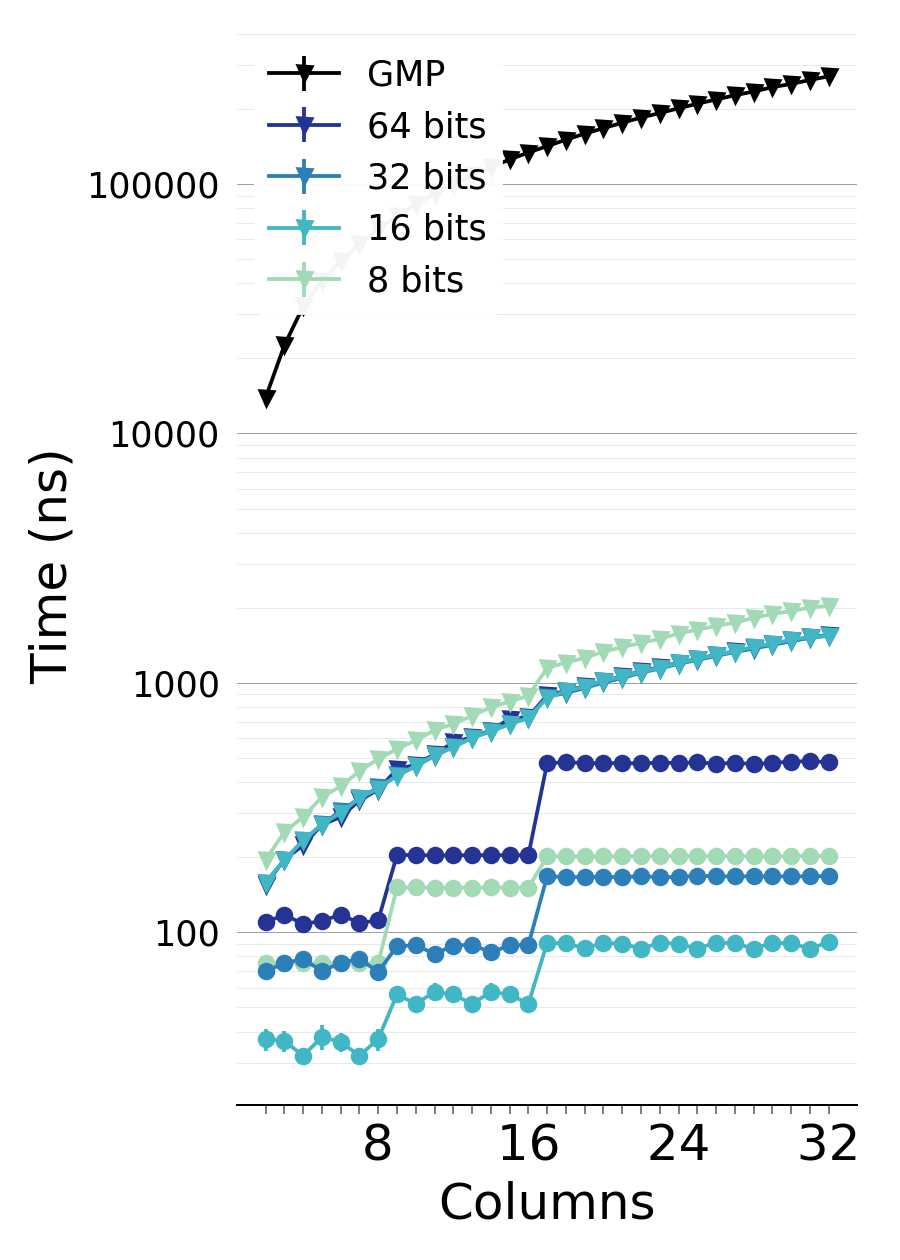 GMP
64 bits
32 bits
16 bits
8 bits
100000
10000
1000
100
Time (ns)
8 16 24 32
Columns